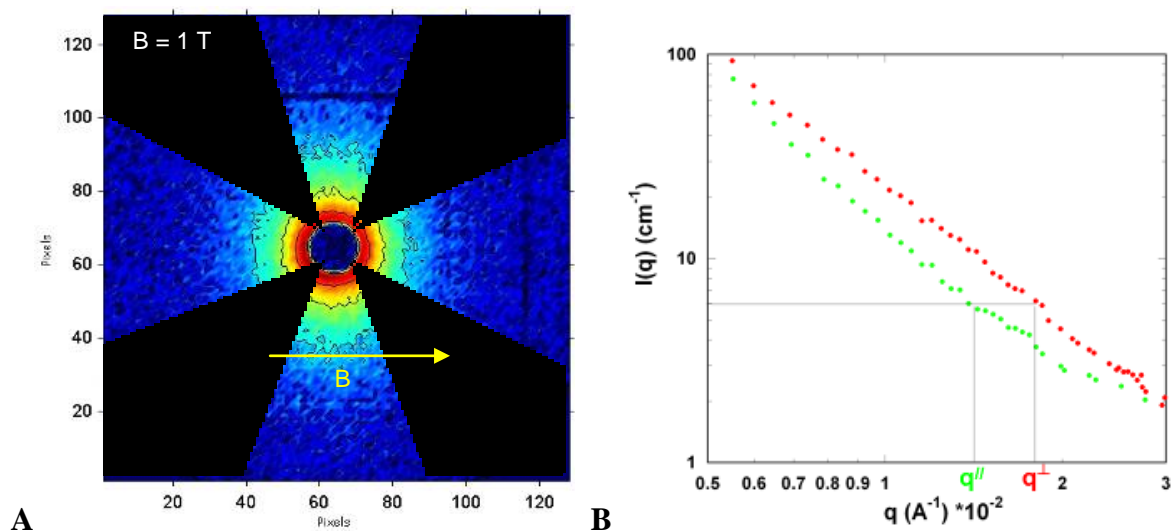 B = 1 T
120
100
80
60
40
20
Pixels
B
20 40 60 80 100 120
Pixels
A
100
10
1
I(q) (cm⁻¹)
q^// q^⊥
0.5 0.6 0.7 0.8 0.9 1 2 3
q (A⁻¹) *10⁻²
B